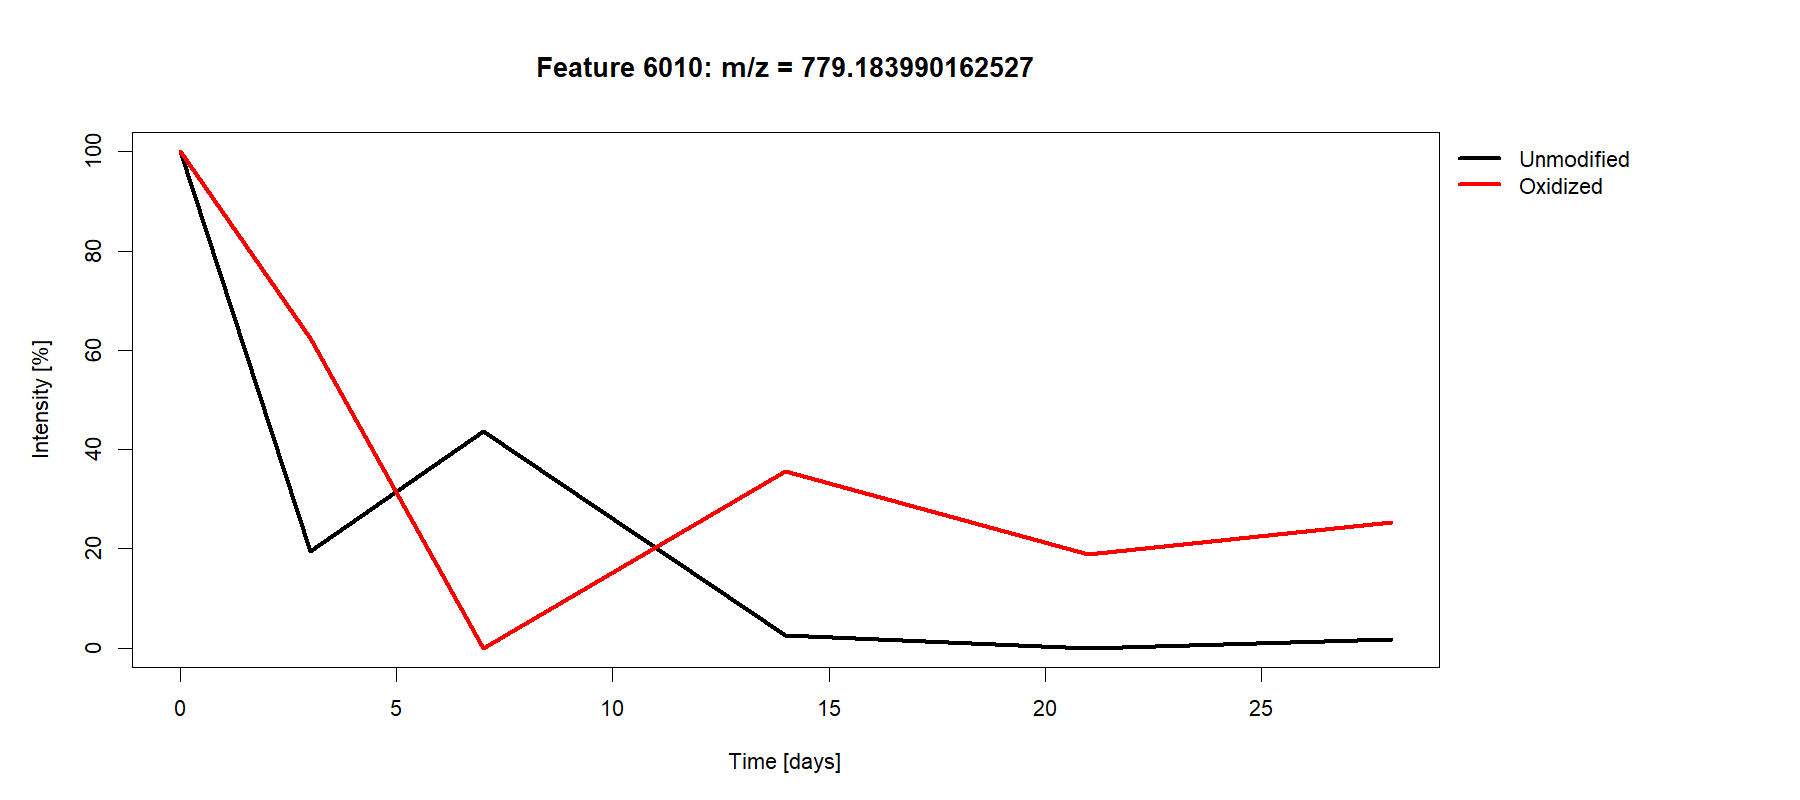 Feature 6010: m/z = 779.183990162527
Unmodified
Oxidized
Intensity [%]
100
80
60
40
20
0
0 5 10 15 20 25
Time [days]